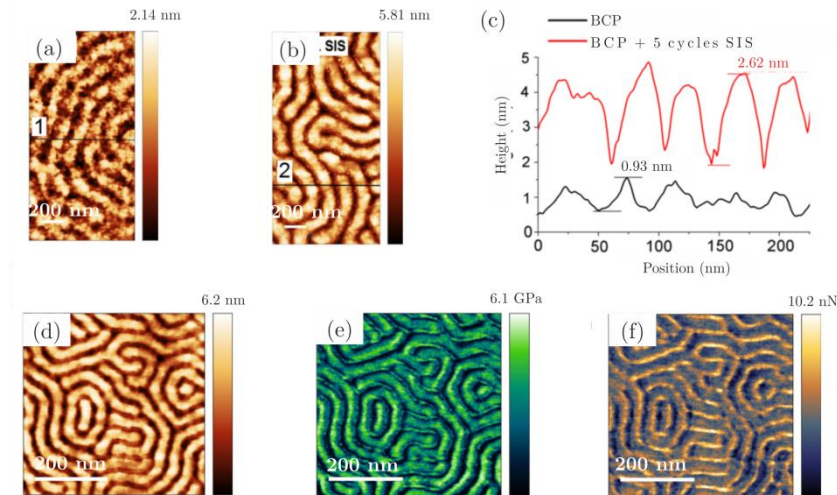 2.14 nm
(a)
1
200 nm
5.81 nm
(b)
SIS
2
200 nm
(c)
BCP
BCP + 5 cycles SIS
2.62 nm
0.93 nm
Height (nm)
5
4
3
2
1
0
0
50
100
150
200
Position (nm)
6.2 nm
(d)
200 nm
6.1 GPa
(e)
200 nm
10.2 nN
(f)
200 nm